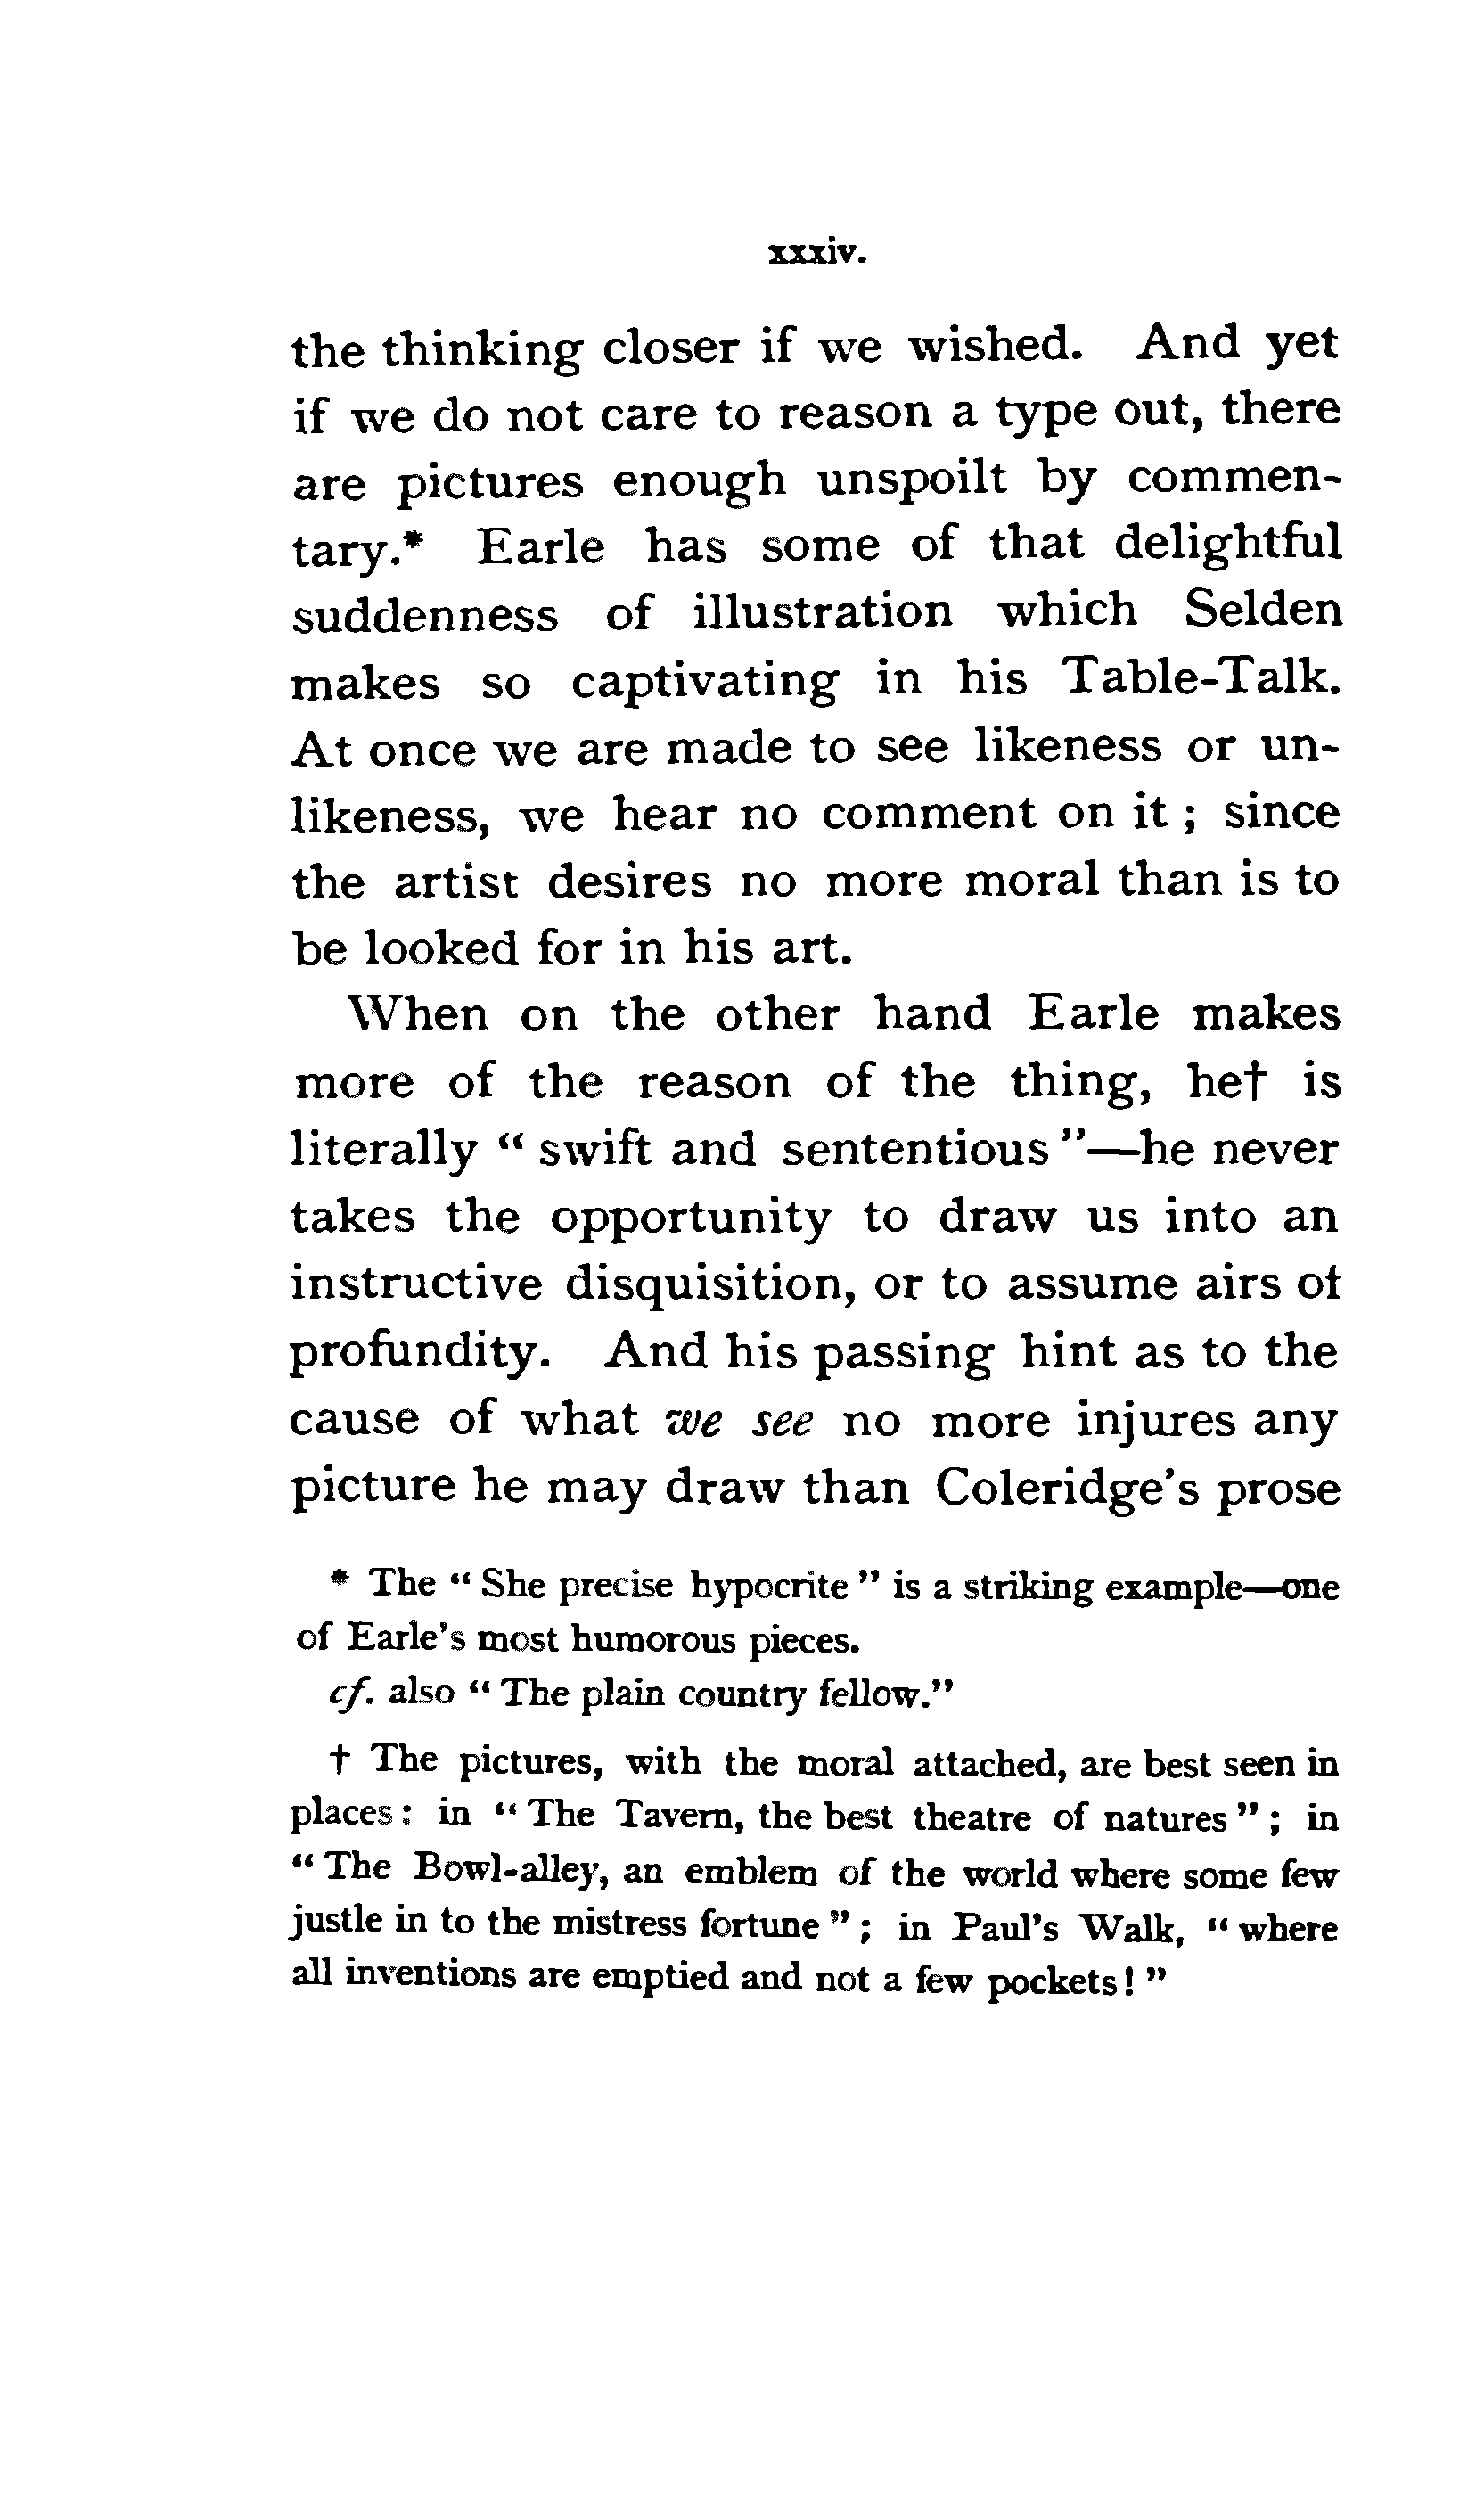 xxxiv.
the thinking closer if we wished. And yet
if we do not care to reason a type out, there
are pictures enough unspoilt by commen-
tary.* Earle has some of that delightful
suddenness of illustration which Selden
makes so captivating in his Table-Talk.
At once we are made to see likeness or un-
likeness, we hear no comment on it ; since
the artist desires no more moral than is to
be looked for in his art.
When on the other hand Earle makes
more of the reason of the thing, he† is
literally " swift and sententious "—he never
takes the opportunity to draw us into an
instructive disquisition, or to assume airs of
profundity. And his passing hint as to the
cause of what we see no more injures any
picture he may draw than Coleridge's prose
* The " She precise hypocrite " is a striking example—one
of Earle's most humorous pieces.
cf. also " The plain country fellow."
† The pictures, with the moral attached, are best seen in
places : in " The Tavern, the best theatre of natures " ; in
" The Bowl-alley, an emblem of the world where some few
justle in to the mistress fortune " ; in Paul's Walk, " where
all inventions are emptied and not a few pockets ! "